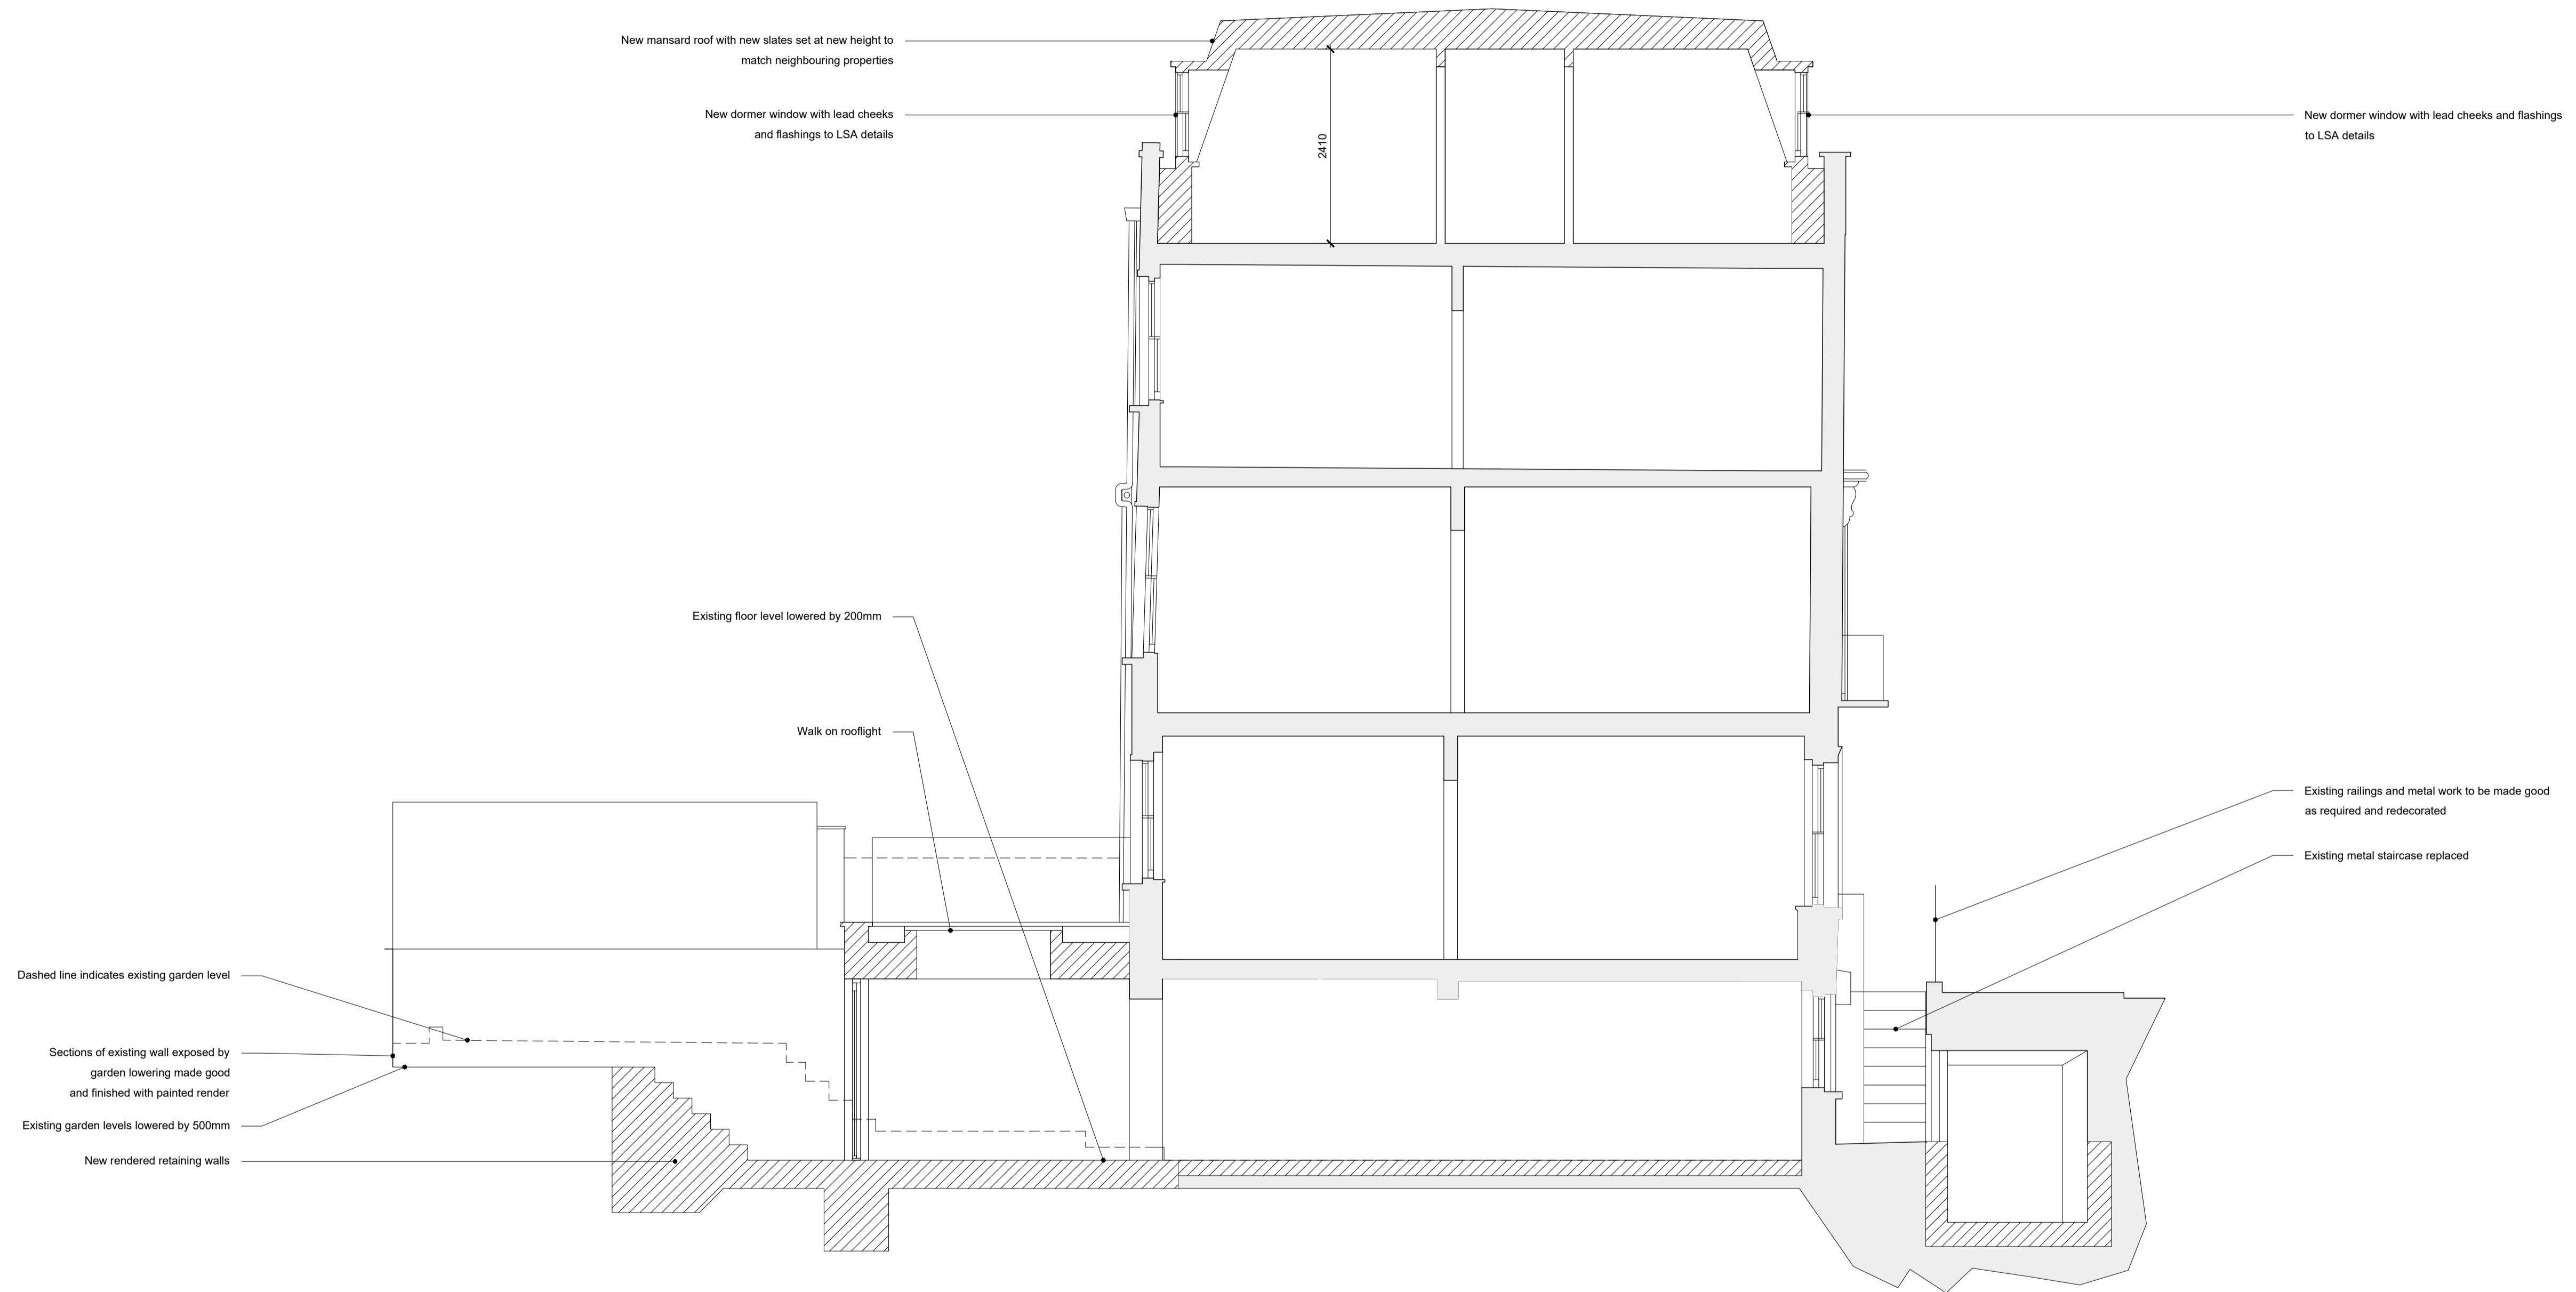 New mansard roof with new slates set at new height to
match neighbouring properties
New dormer window with lead cheeks
and flashings to LSA details
New dormer window with lead cheeks and flashings
to LSA details
2410
Existing floor level lowered by 200mm
Walk on rooflight
Existing railings and metal work to be made good
as required and redecorated
Existing metal staircase replaced
Dashed line indicates existing garden level
Sections of existing wall exposed by
garden lowering made good
and finished with painted render
Existing garden levels lowered by 500mm
New rendered retaining walls